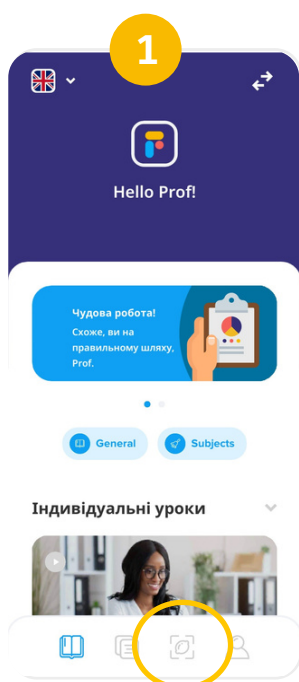 1
Hello Prof!
Чудова робота!
Схоже, ви на
правильному шляху,
Prof.
General
Subjects
Індивідуальні уроки